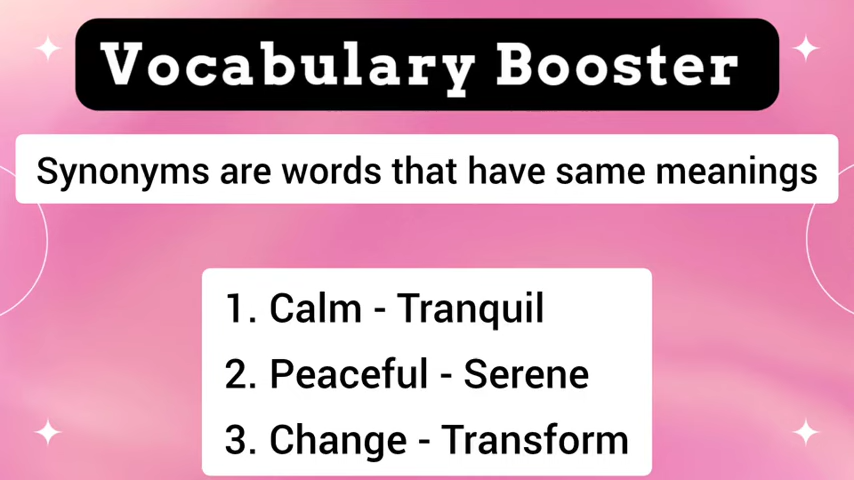 Vocabulary Booster
Synonyms are words that have same meanings
1. Calm - Tranquil
2. Peaceful - Serene
3. Change - Transform